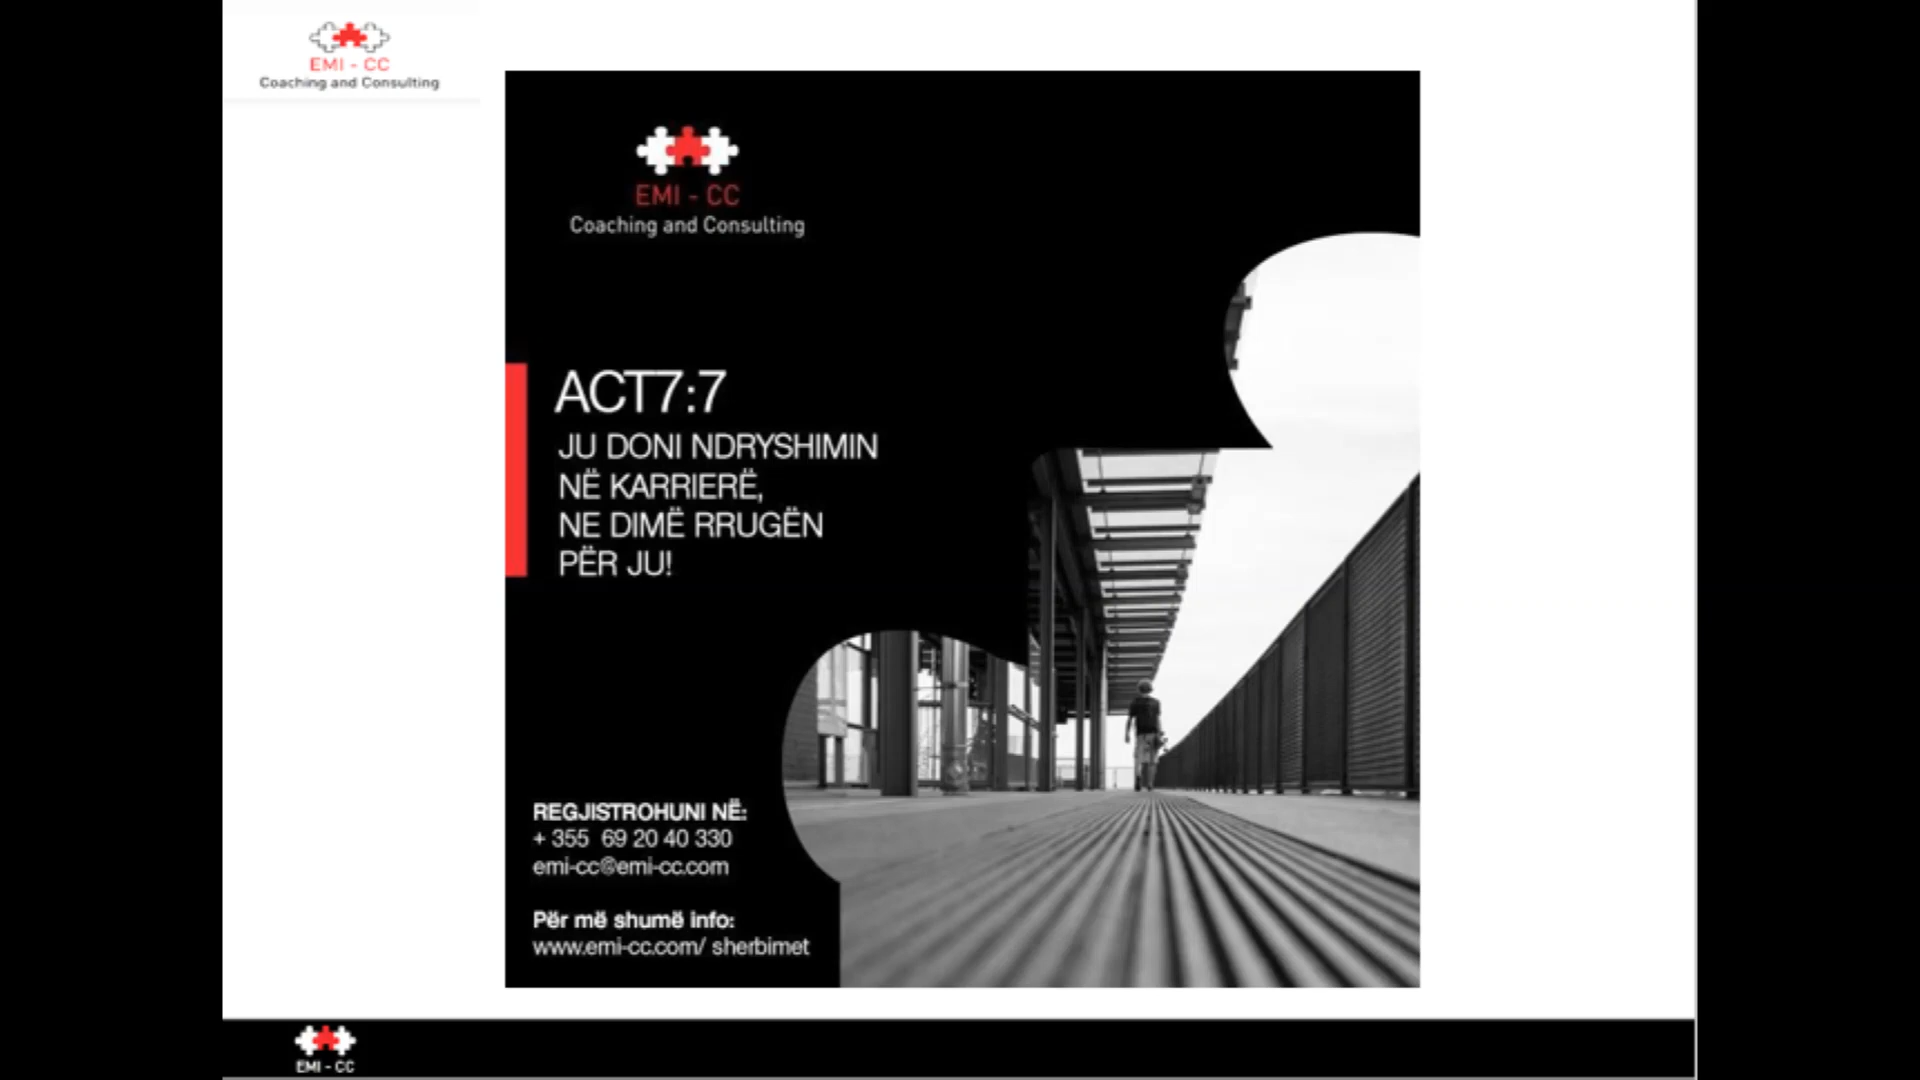 EMI - CC
Coaching and Consulting
EMI - CC
Coaching and Consulting
ACT7:7
JU DONI NDRYSHIMIN
NË KARRIERË,
NE DIMË RRUGËN
PËR JU!
REGJISTROHUNI NË:
+ 355 69 20 40 330
emi-cc@emi-cc.com
Për më shumë info:
www.emi-cc.com/ sherbimet
EMI - CC